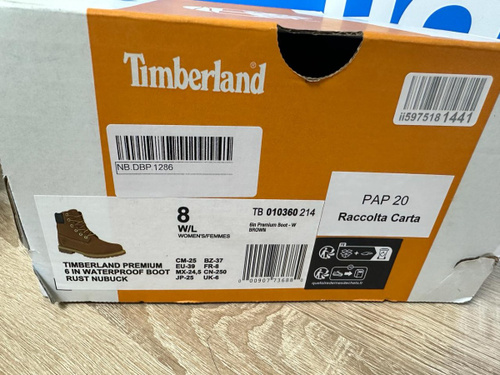 Timberland
ii5975181441
NB.DBP.1286
8
W/L
WOMEN'S/FEMMES
TB 010360 214
6in Premium Boot - W
BROWN
PAP 20
Raccolta Carta
TIMBERLAND PREMIUM
6 IN WATERPROOF BOOT
RUST NUBUCK
CM-25 BZ-37
EU-39 FR-8
MX-24,5 CN-250
JP-25 UK-6